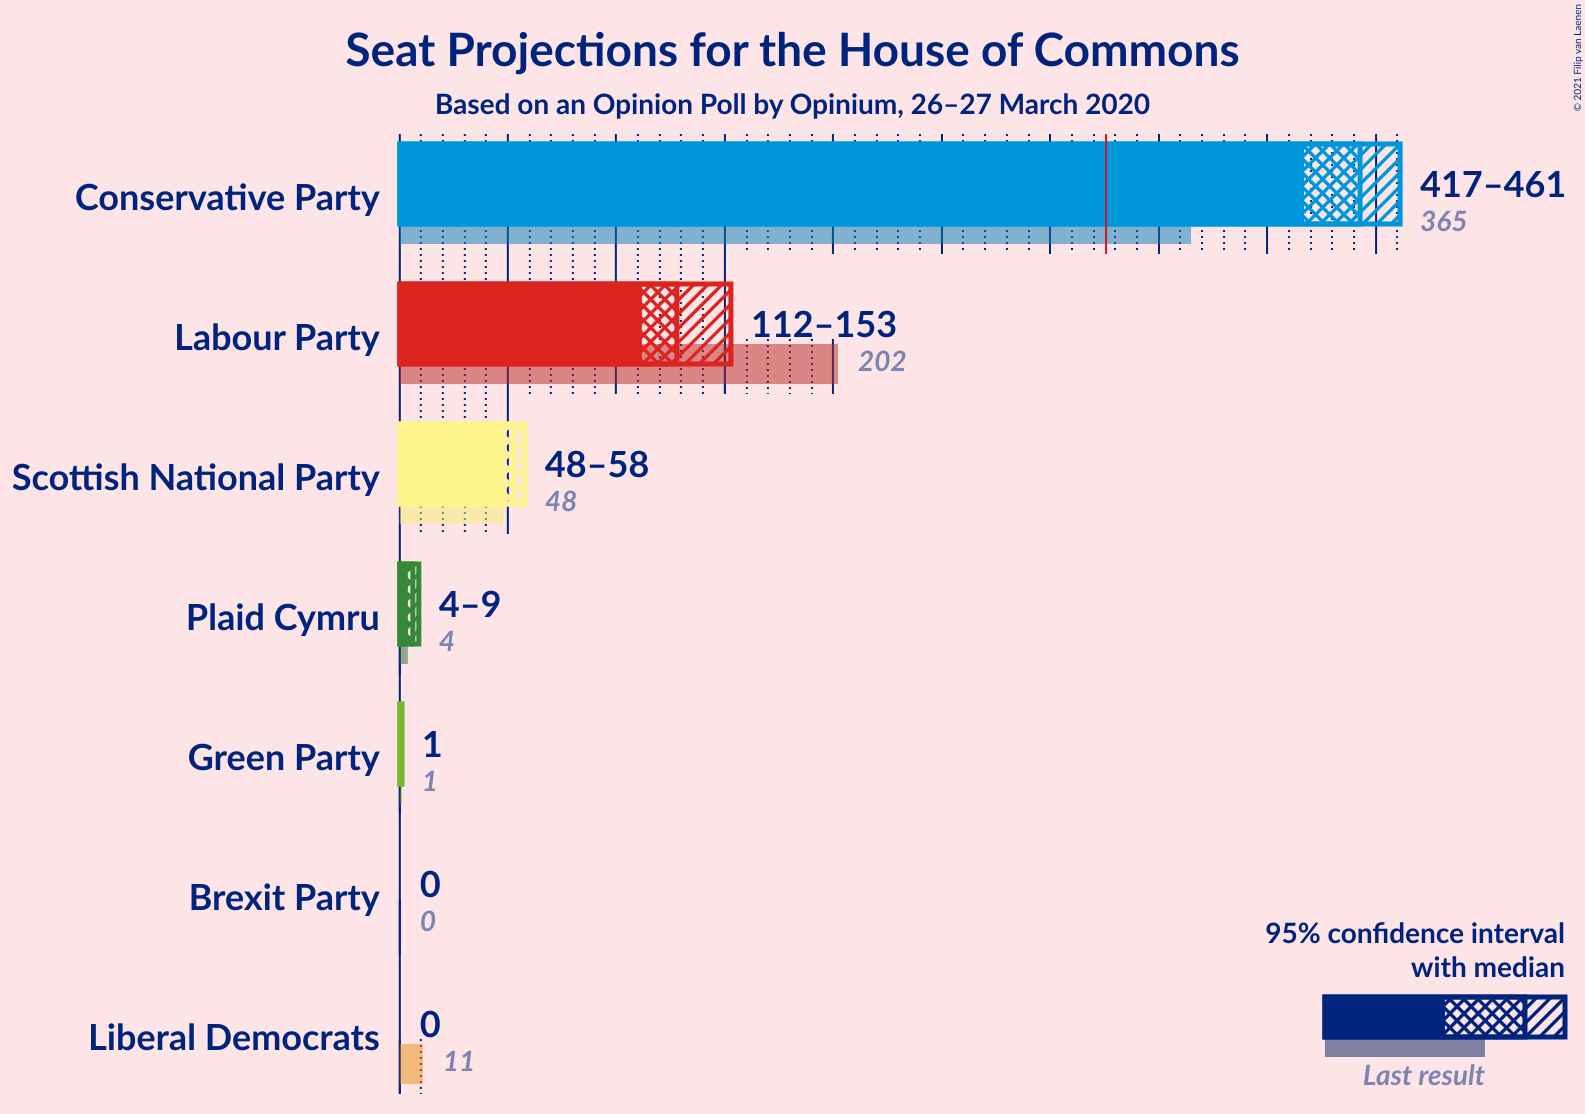 Seat Projections for the House of Commons
Based on an Opinion Poll by Opinium, 26–27 March 2020
© 2021 Filip van Laenen
Conservative Party
417–461
365
Labour Party
112–153
202
Scottish National Party
48–58
48
Plaid Cymru
4–9
4
Green Party
1
1
Brexit Party
0
0
Liberal Democrats
0
11
95% confidence interval
with median
Last result